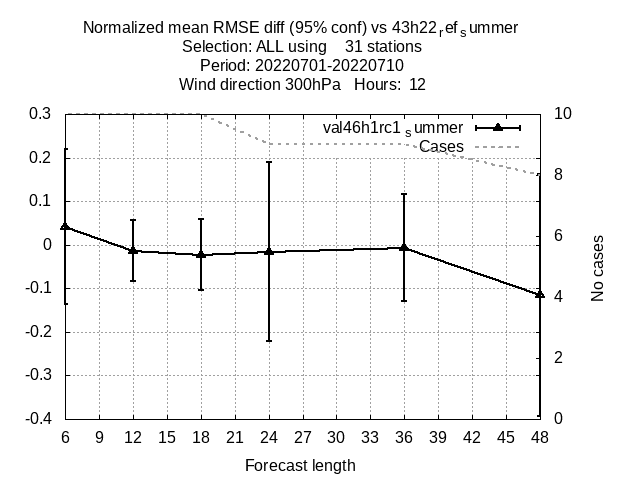 Normalized mean RMSE diff (95% conf) vs 43h22ref summer
Selection: ALL using 31 stations
Period: 20220701-20220710
Wind direction 300hPa Hours: 12
0.3
0.2
0.1
0
-0.1
-0.2
-0.3
-0.4
10
8
6
4
2
0
val46h1rc1summer
Cases
No cases
6 9 12 15 18 21 24 27 30 33 36 39 42 45 48
Forecast length